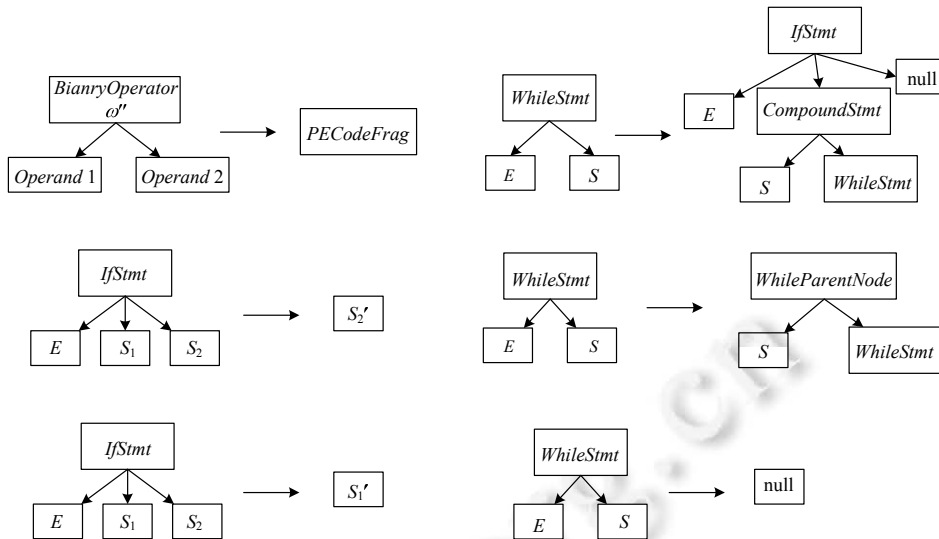 BianryOperator
ω″
Operand 1
Operand 2
PECodeFrag
WhileStmt
E
S
IfStmt
E
CompoundStmt
null
S
WhileStmt
IfStmt
E
S₁
S₂
S₂′
WhileStmt
E
S
WhileParentNode
S
WhileStmt
IfStmt
E
S₁
S₂
S₁′
WhileStmt
E
S
null
.cn